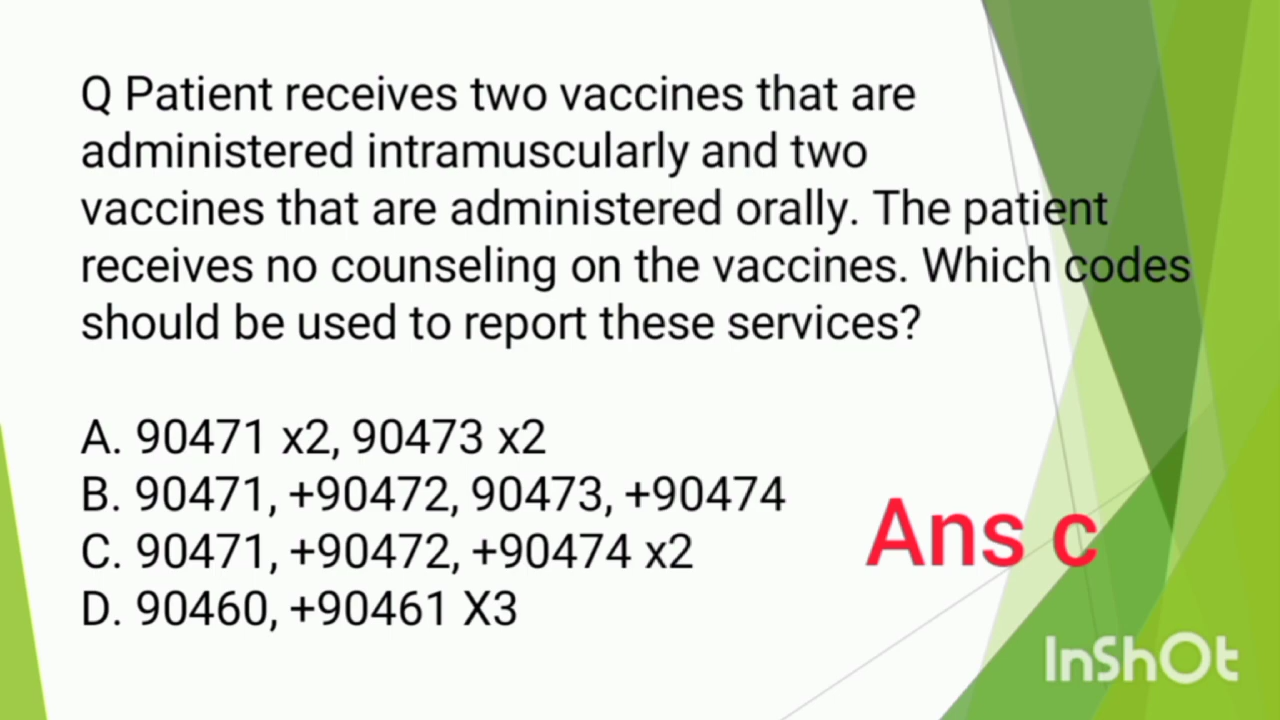 Q Patient receives two vaccines that are
administered intramuscularly and two
vaccines that are administered orally. The patient
receives no counseling on the vaccines. Which codes
should be used to report these services?
A. 90471 x2, 90473 x2
B. 90471, +90472, 90473, +90474
C. 90471, +90472, +90474 x2
D. 90460, +90461 X3
Ans c
InShOt